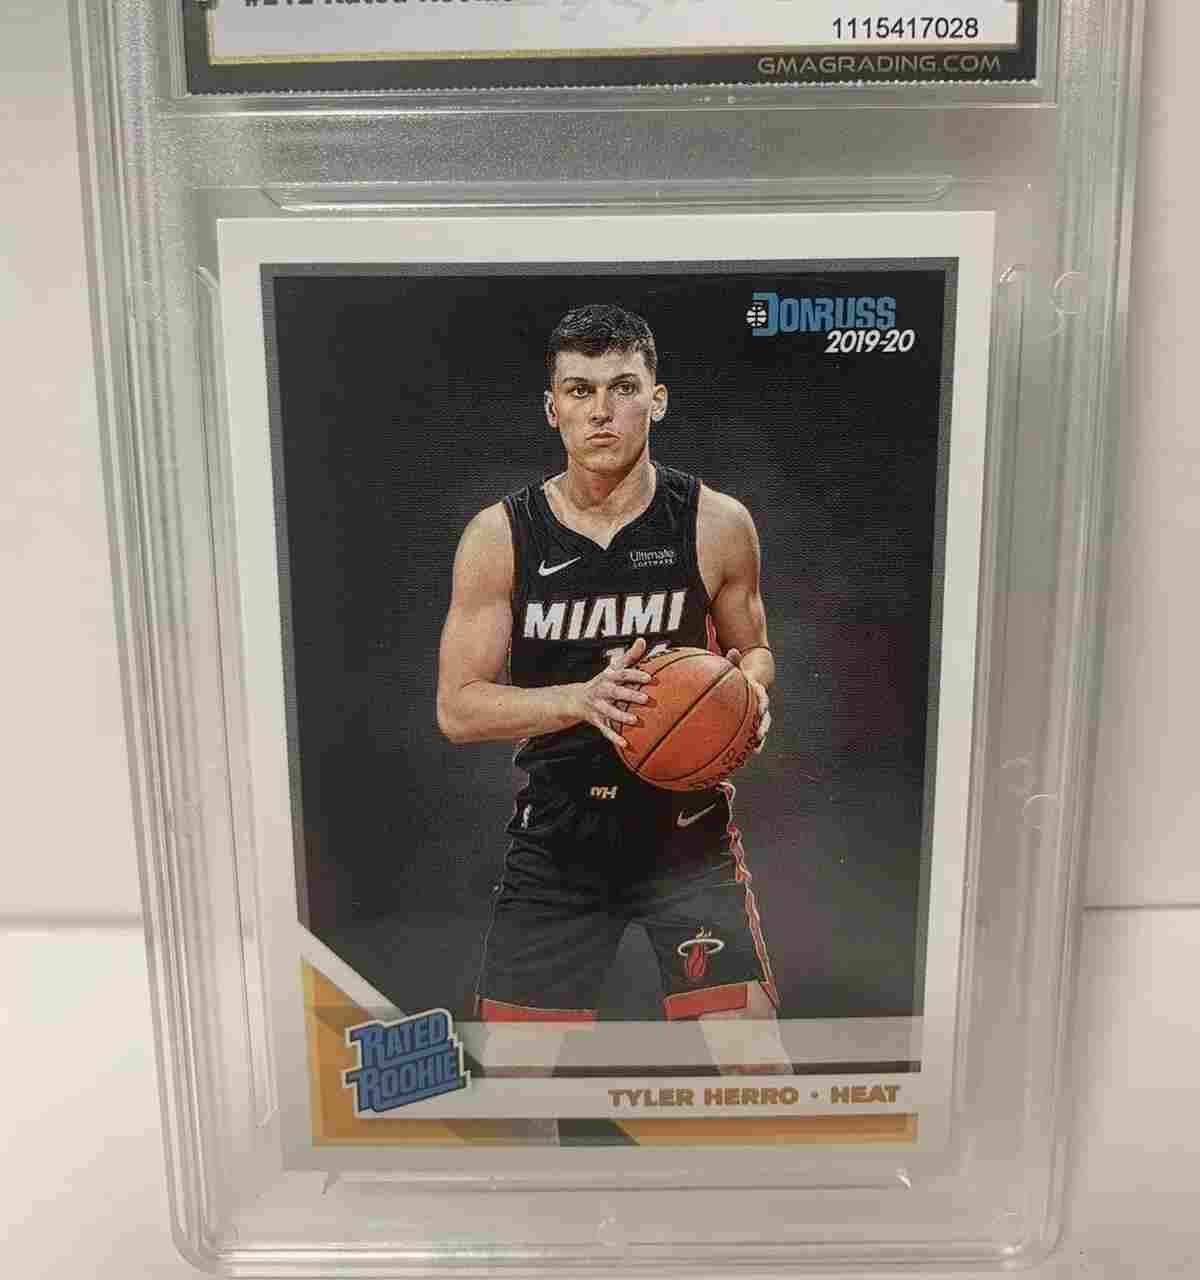 1115417028
GMAGRADING.COM
DONRUSS
2019-20
Ultimate
SOFTWARE
MIAMI
RATED
ROOKIE
TYLER HERRO • HEAT